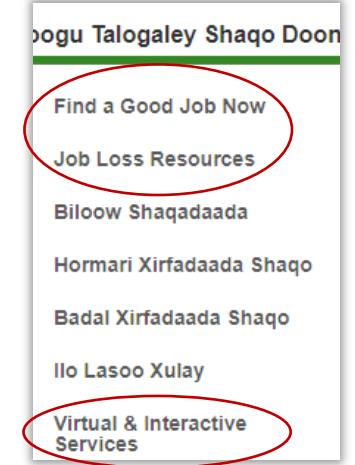 oogu Talogaley Shaqo Doon
Find a Good Job Now
Job Loss Resources
Biloow Shaqadaada
Hormari Xirfadaada Shaqo
Badal Xirfadaada Shaqo
Ilo Lasoo Xulay
Virtual & Interactive
Services